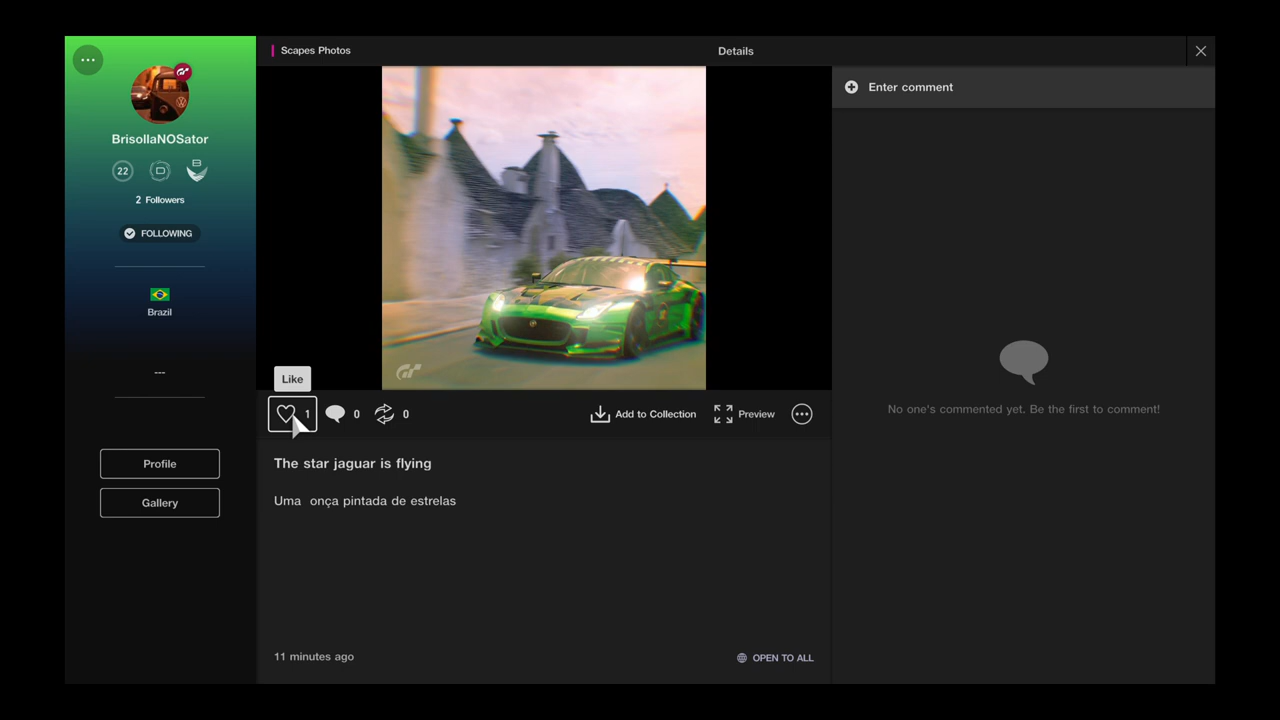 Scapes Photos
Details
Enter comment
BrisollaNOSator
22
D
B
2 Followers
FOLLOWING
Brazil
---
Profile
Gallery
Like
1
0
0
Add to Collection
Preview
The star jaguar is flying
Uma onça pintada de estrelas
11 minutes ago
OPEN TO ALL
No one's commented yet. Be the first to comment!